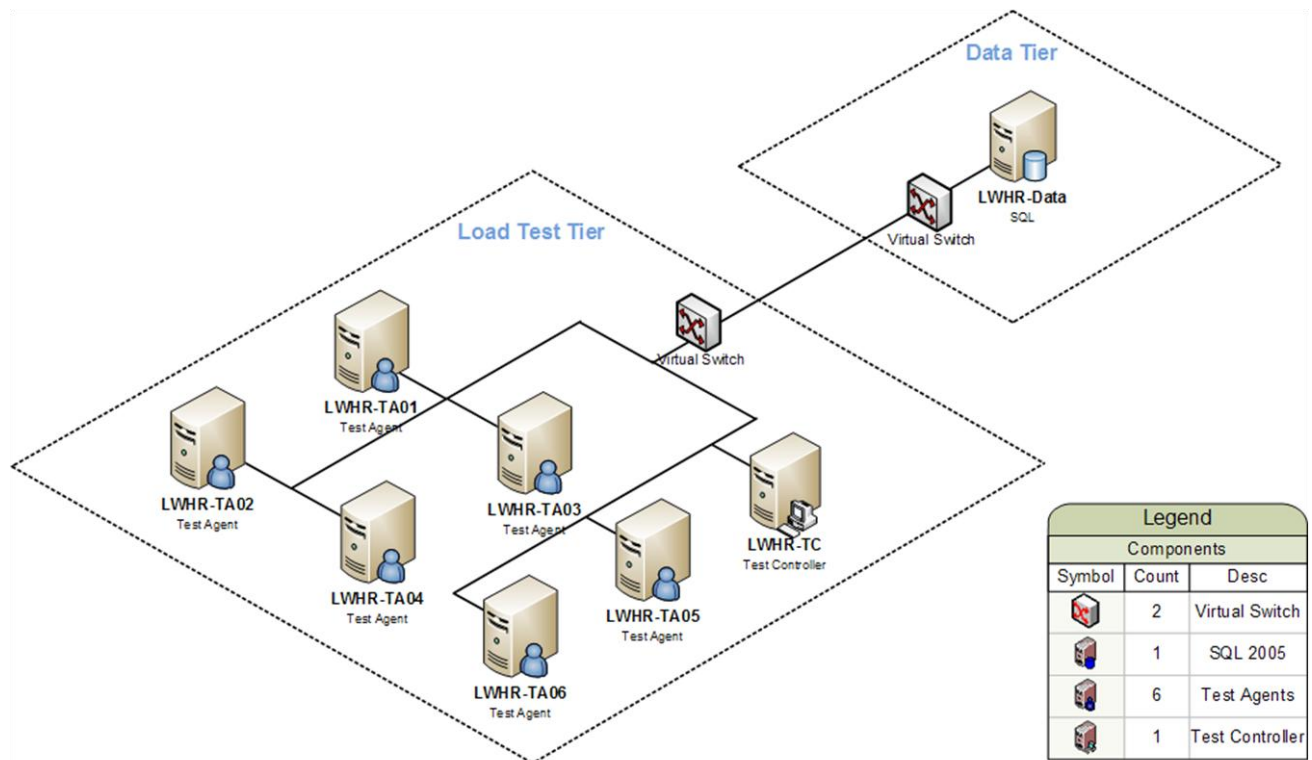 Data Tier
LWHR-Data
SQL
Virtual Switch
Load Test Tier
Virtual Switch
LWHR-TA01
Test Agent
LWHR-TA02
Test Agent
LWHR-TA03
Test Agent
LWHR-TC
Test Controller
LWHR-TA04
Test Agent
LWHR-TA05
Test Agent
LWHR-TA06
Test Agent
Legend
Components
Symbol Count Desc
2 Virtual Switch
1 SQL 2005
6 Test Agents
1 Test Controller